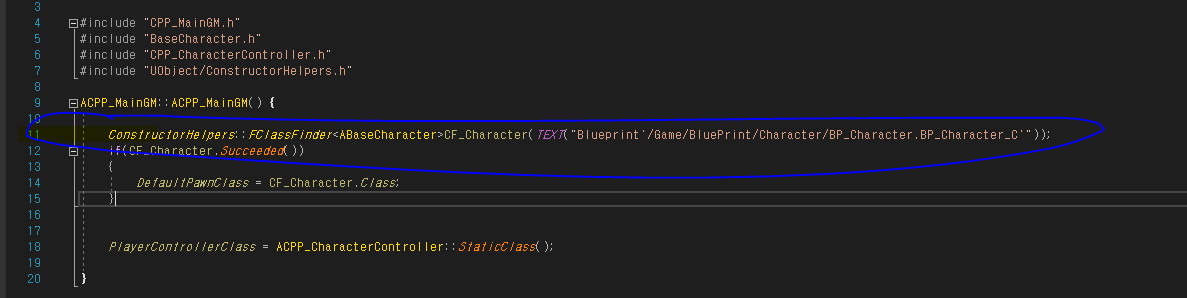 3
4 #include "CPP_MainGM.h"
5 #include "BaseCharacter.h"
6 #include "CPP_CharacterController.h"
7 #include "UObject/ConstructorHelpers.h"
8
9 ACPP_MainGM::ACPP_MainGM() {
10
11 ConstructorHelpers::FClassFinder<ABaseCharacter>CF_Character(TEXT("Blueprint'/Game/BluePrint/Character/BP_Character.BP_Character_C'"));
12 if(CF_Character.Succeeded())
13 {
14 DefaultPawnClass = CF_Character.Class;
15 }
16
17
18 PlayerControllerClass = ACPP_CharacterController::StaticClass();
19
20 }